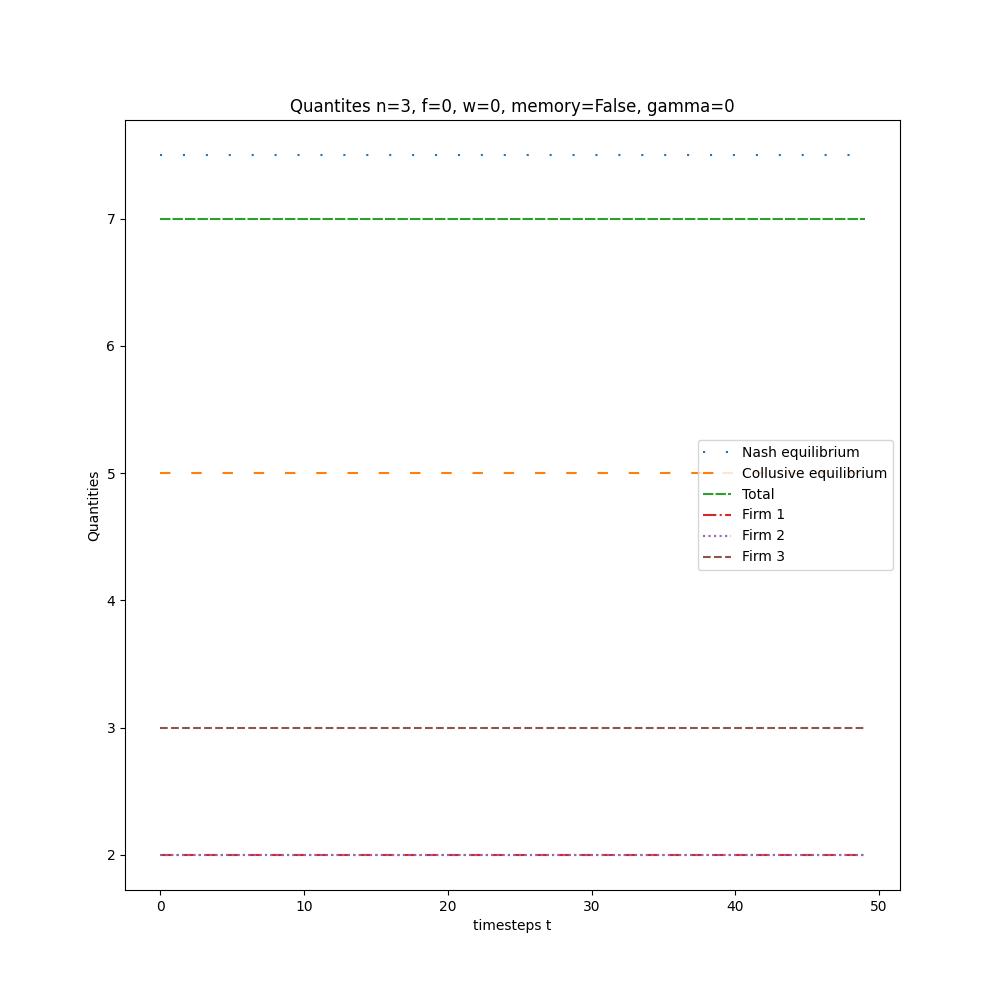 Quantites n=3, f=0, w=0, memory=False, gamma=0
7
6
5
4
3
2
Quantities
Nash equilibrium
Collusive equilibrium
Total
Firm 1
Firm 2
Firm 3
0 10 20 30 40 50
timesteps t